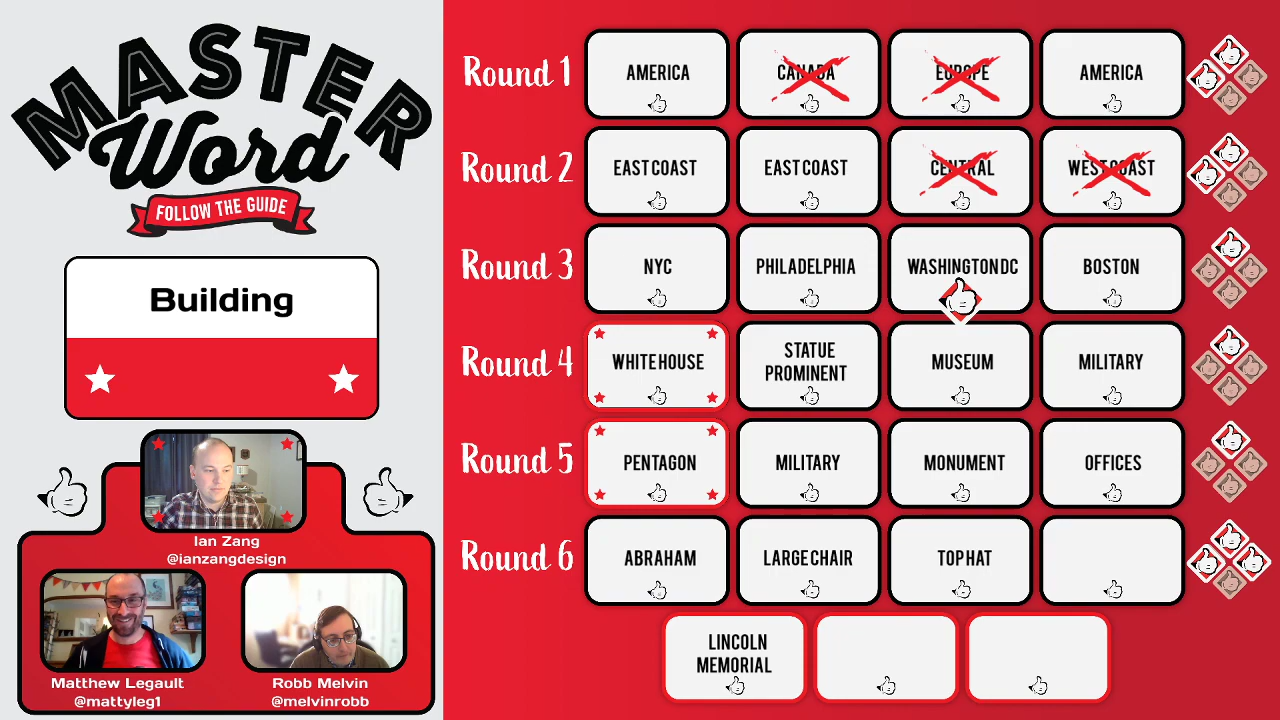 MASTER
Word
FOLLOW THE GUIDE
Building
Ian Zang
@ianzangdesign
Matthew Legault
@mattyleg1
Robb Melvin
@melvinrobb
Round 1
AMERICA
CANADA
EUROPE
AMERICA
Round 2
EAST COAST
EAST COAST
CENTRAL
WEST COAST
Round 3
NYC
PHILADELPHIA
WASHINGTON DC
BOSTON
Round 4
WHITE HOUSE
STATUE
PROMINENT
MUSEUM
MILITARY
Round 5
PENTAGON
MILITARY
MONUMENT
OFFICES
Round 6
ABRAHAM
LARGE CHAIR
TOP HAT
LINCOLN
MEMORIAL